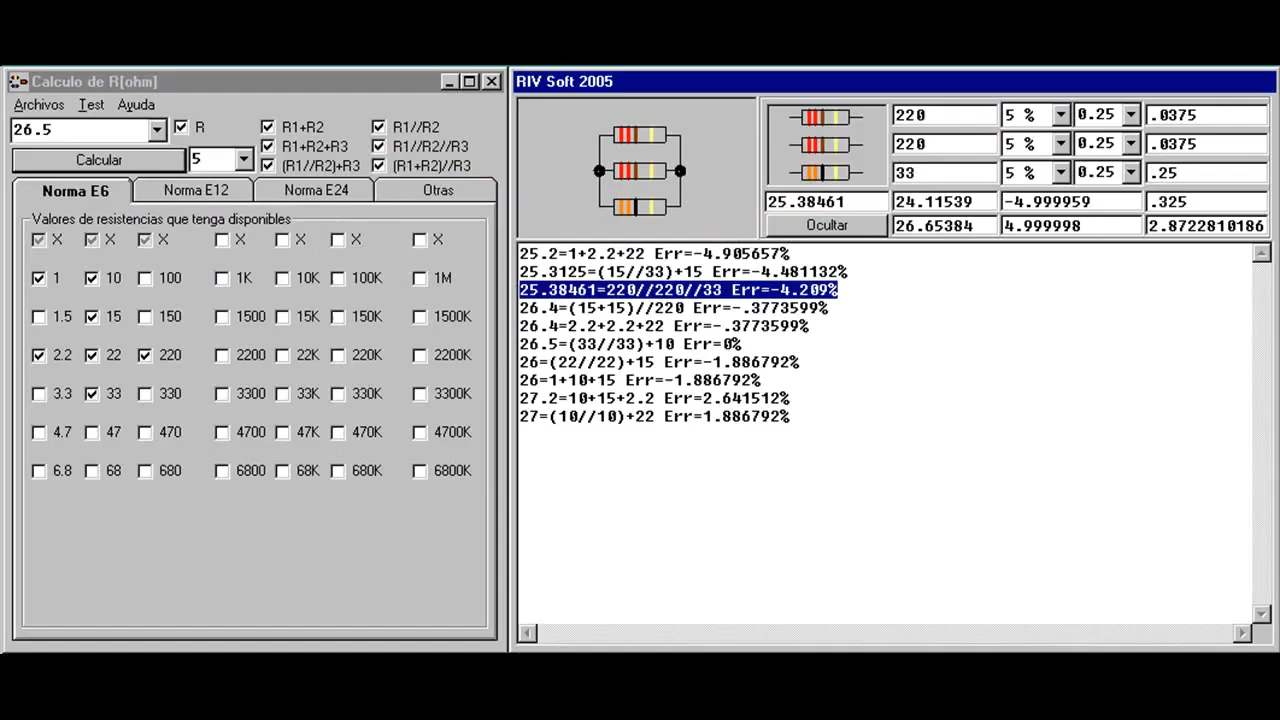 Calculo de R[ohm]
Archivos Test Ayuda
26.5 R R1+R2 R1//R2
R1+R2+R3 R1//R2//R3
Calcular 5 (R1//R2)+R3 (R1+R2)//R3
Norma E6 Norma E12 Norma E24 Otras
Valores de resistencias que tenga disponibles
X X X X X X X
1 10 100 1K 10K 100K 1M
1.5 15 150 1500 15K 150K 1500K
2.2 22 220 2200 22K 220K 2200K
3.3 33 330 3300 33K 330K 3300K
4.7 47 470 4700 47K 470K 4700K
6.8 68 680 6800 68K 680K 6800K
RIV Soft 2005
220 5 % 0.25 .0375
220 5 % 0.25 .0375
33 5 % 0.25 .25
25.38461 24.11539 -4.999959 .325
Ocultar 26.65384 4.999998 2.8722810186
25.2=1+2.2+22 Err=-4.905657%
25.3125=(15//33)+15 Err=-4.481132%
25.38461=220//220//33 Err=-4.209%
26.4=(15+15)//220 Err=-.3773599%
26.4=2.2+2.2+22 Err=-.3773599%
26.5=(33//33)+10 Err=0%
26=(22//22)+15 Err=-1.886792%
26=1+10+15 Err=-1.886792%
27.2=10+15+2.2 Err=2.641512%
27=(10//10)+22 Err=1.886792%